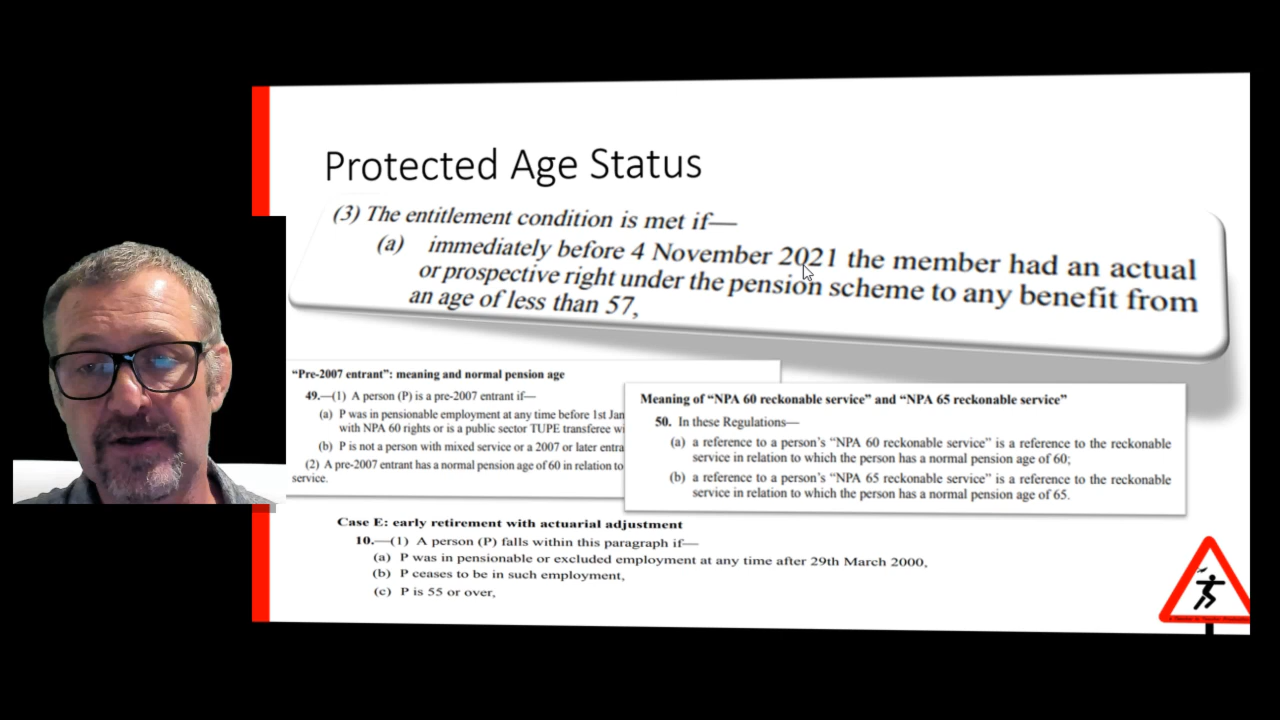 Protected Age Status
(3) The entitlement condition is met if—
(a) immediately before 4 November 2021 the member had an actual
or prospective right under the pension scheme to any benefit from
an age of less than 57,
"Pre-2007 entrant": meaning and normal pension age
49.—(1) A person (P) is a pre-2007 entrant if—
(a) P was in pensionable employment at any time before 1st Jan
with NPA 60 rights or is a public sector TUPE transferee
(b) P is not a person with mixed service or a 2007 or later
(2) A pre-2007 entrant has a normal pension age of 60 in relation to
service.
Meaning of "NPA 60 reckonable service" and "NPA 65 reckonable service"
50. In these Regulations—
(a) a reference to a person's "NPA 60 reckonable service" is a reference to the reckonable
service in relation to which the person has a normal pension age of 60;
(b) a reference to a person's "NPA 65 reckonable service" is a reference to the reckonable
service in relation to which the person has a normal pension age of 65.
Case E: early retirement with actuarial adjustment
10.—(1) A person (P) falls within this paragraph if—
(a) P was in pensionable or excluded employment at any time after 29th March 2000,
(b) P ceases to be in such employment,
(c) P is 55 or over,